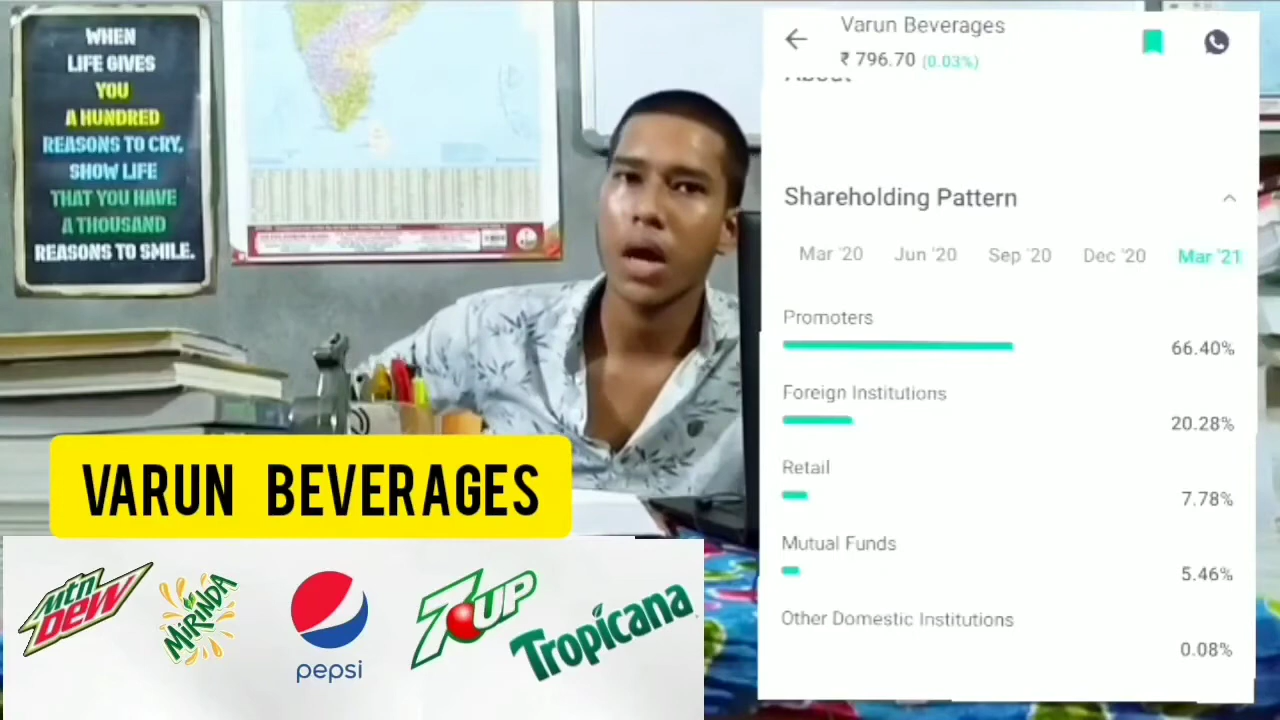 WHEN
LIFE GIVES
YOU
A HUNDRED
REASONS TO CRY,
SHOW LIFE
THAT YOU HAVE
A THOUSAND
REASONS TO SMILE.
VARUN BEVERAGES
mtn
DEW
MiRiNDA
pepsi
7UP
Tropicana
Varun Beverages
₹ 796.70 (0.03%)
About
Shareholding Pattern
Mar '20 Jun '20 Sep '20 Dec '20 Mar '21
Promoters
66.40%
Foreign Institutions
20.28%
Retail
7.78%
Mutual Funds
5.46%
Other Domestic Institutions
0.08%